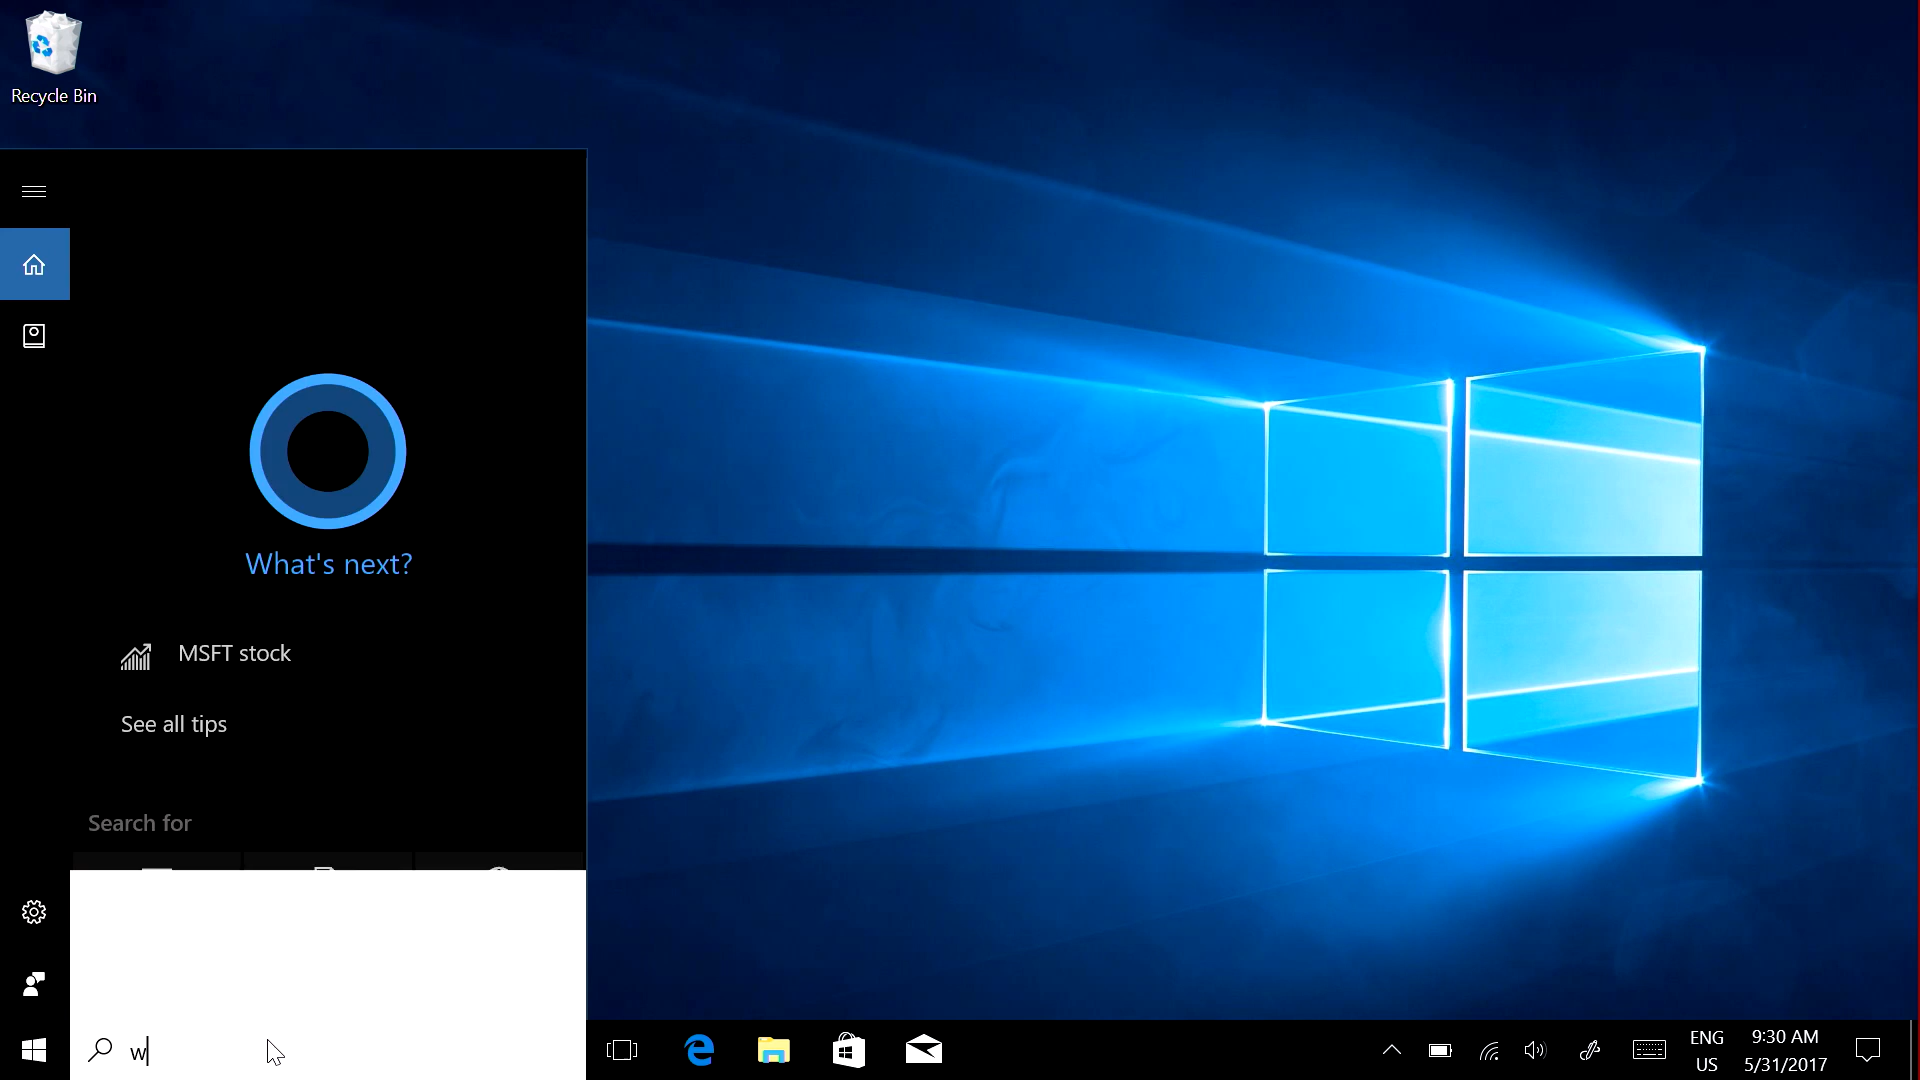 Recycle Bin
What's next?
MSFT stock
See all tips
Search for
w
ENG
US
9:30 AM
5/31/2017